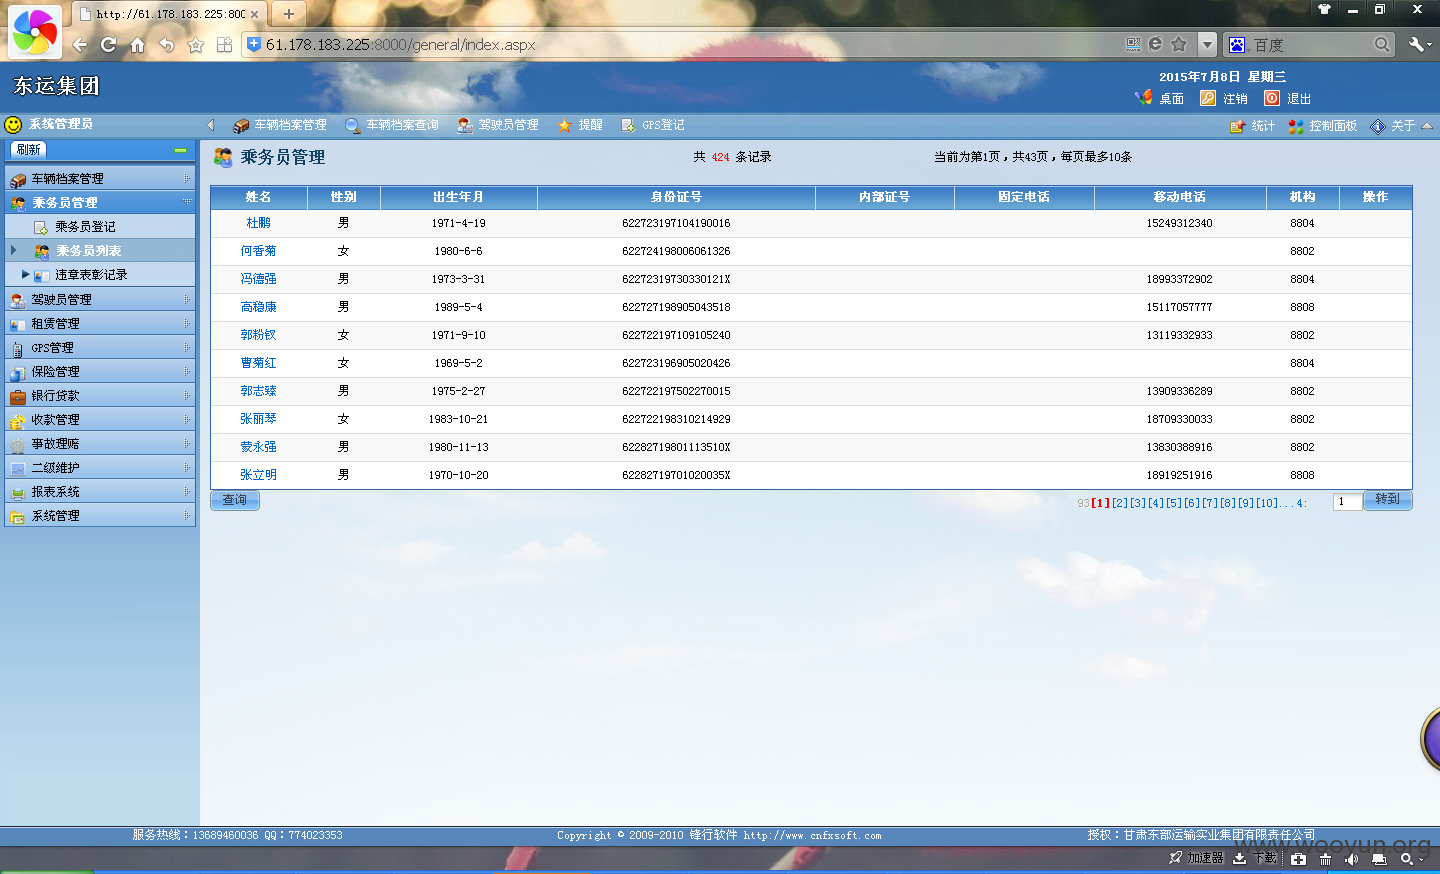 http://61.178.183.225:800
61.178.183.225:8000/general/index.aspx
百度
东运集团
2015年7月8日 星期三
桌面 注销 退出
系统管理员
车辆档案管理 车辆档案查询 驾驶员管理 提醒 GPS登记
统计 控制面板 关于
刷新
车辆档案管理
乘务员管理
乘务员登记
乘务员列表
违章表彰记录
驾驶员管理
租赁管理
GPS管理
保险管理
银行贷款
收款管理
事故理赔
二级维护
报表系统
系统管理
乘务员管理
共 424 条记录
当前为第1页，共43页，每页最多10条
姓名 性别 出生年月 身份证号 内部证号 固定电话 移动电话 机构 操作
杜鹏 男 1971-4-19 622723197104190016 15249312340 8804
何香菊 女 1980-6-6 622724198006061326 8802
冯德强 男 1973-3-31 62272319730330121X 18993372902 8804
高稳康 男 1989-5-4 622727198905043518 15117057777 8808
郭粉钗 女 1971-9-10 622722197109105240 13119332933 8802
曹菊红 女 1969-5-2 622723196905020426 8804
郭志臻 男 1975-2-27 622722197502270015 13909336289 8802
张丽琴 女 1983-10-21 622722198310214929 18709330033 8802
蒙永强 男 1980-11-13 62282719801113510X 13830388916 8802
张立明 男 1970-10-20 62282719701020035X 18919251916 8808
查询
93[1][2][3][4][5][6][7][8][9][10]...4:
1 转到
服务热线：13689460036 QQ：774023353
Copyright © 2009-2010 锋行软件 http://www.cnfxsoft.com
授权：甘肃东部运输实业集团有限责任公司
www.wooyun.org
加速器 下载